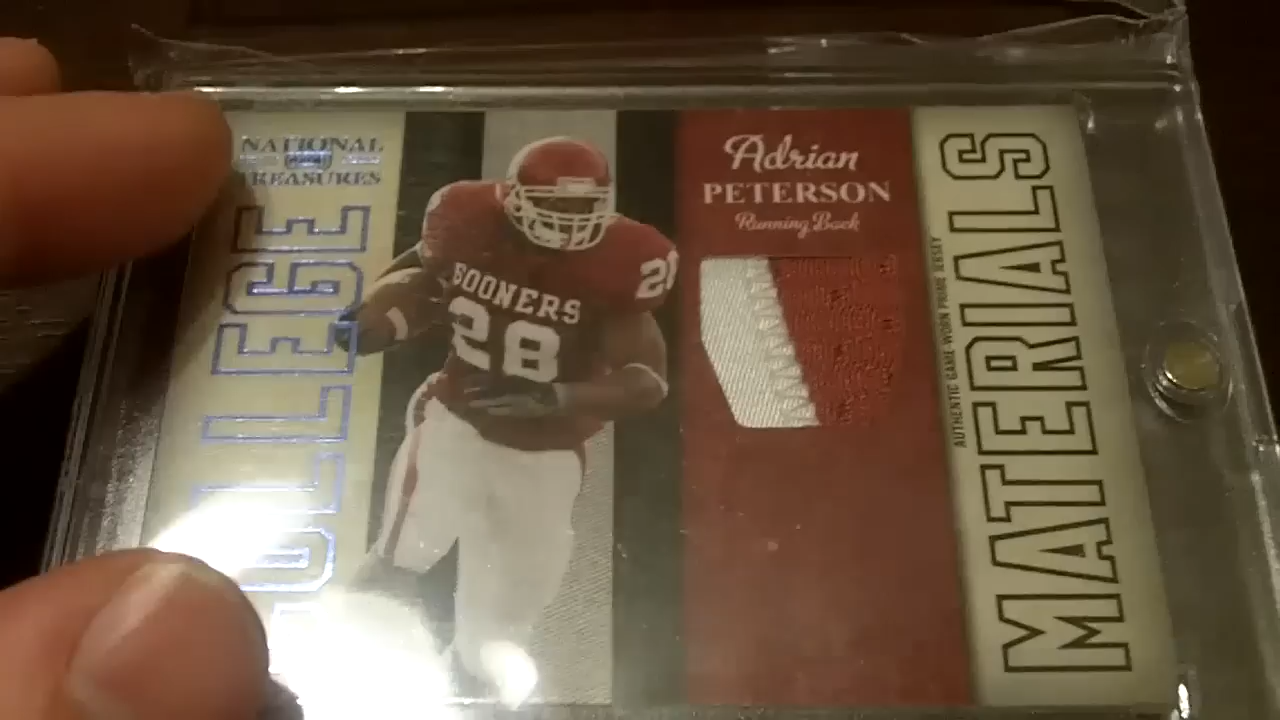 NATIONAL
TREASURES
COLLEGE
SOONERS
28
28
Adrian
PETERSON
Running Back
AUTHENTIC GAME-WORN PRIME JERSEY
MATERIALS